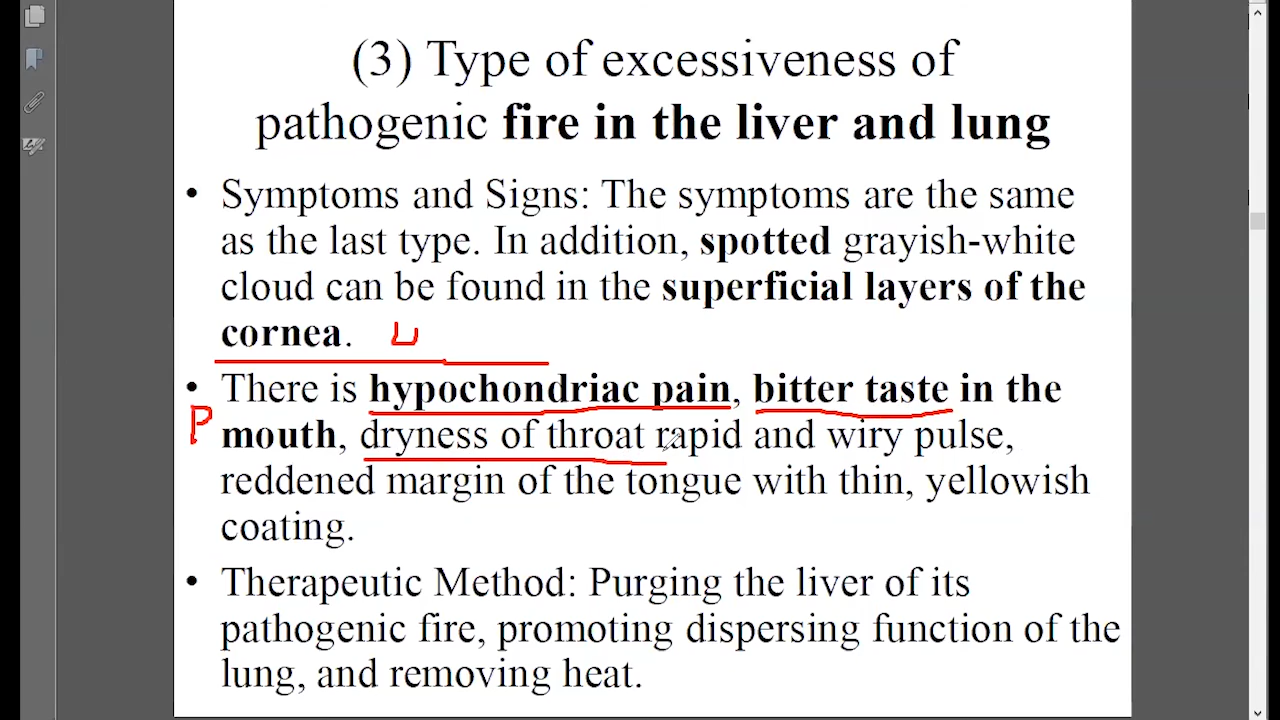 (3) Type of excessiveness of
pathogenic fire in the liver and lung
• Symptoms and Signs: The symptoms are the same
as the last type. In addition, spotted grayish-white
cloud can be found in the superficial layers of the
cornea.
• There is hypochondriac pain, bitter taste in the
P mouth, dryness of throat rapid and wiry pulse,
reddened margin of the tongue with thin, yellowish
coating.
• Therapeutic Method: Purging the liver of its
pathogenic fire, promoting dispersing function of the
lung, and removing heat.